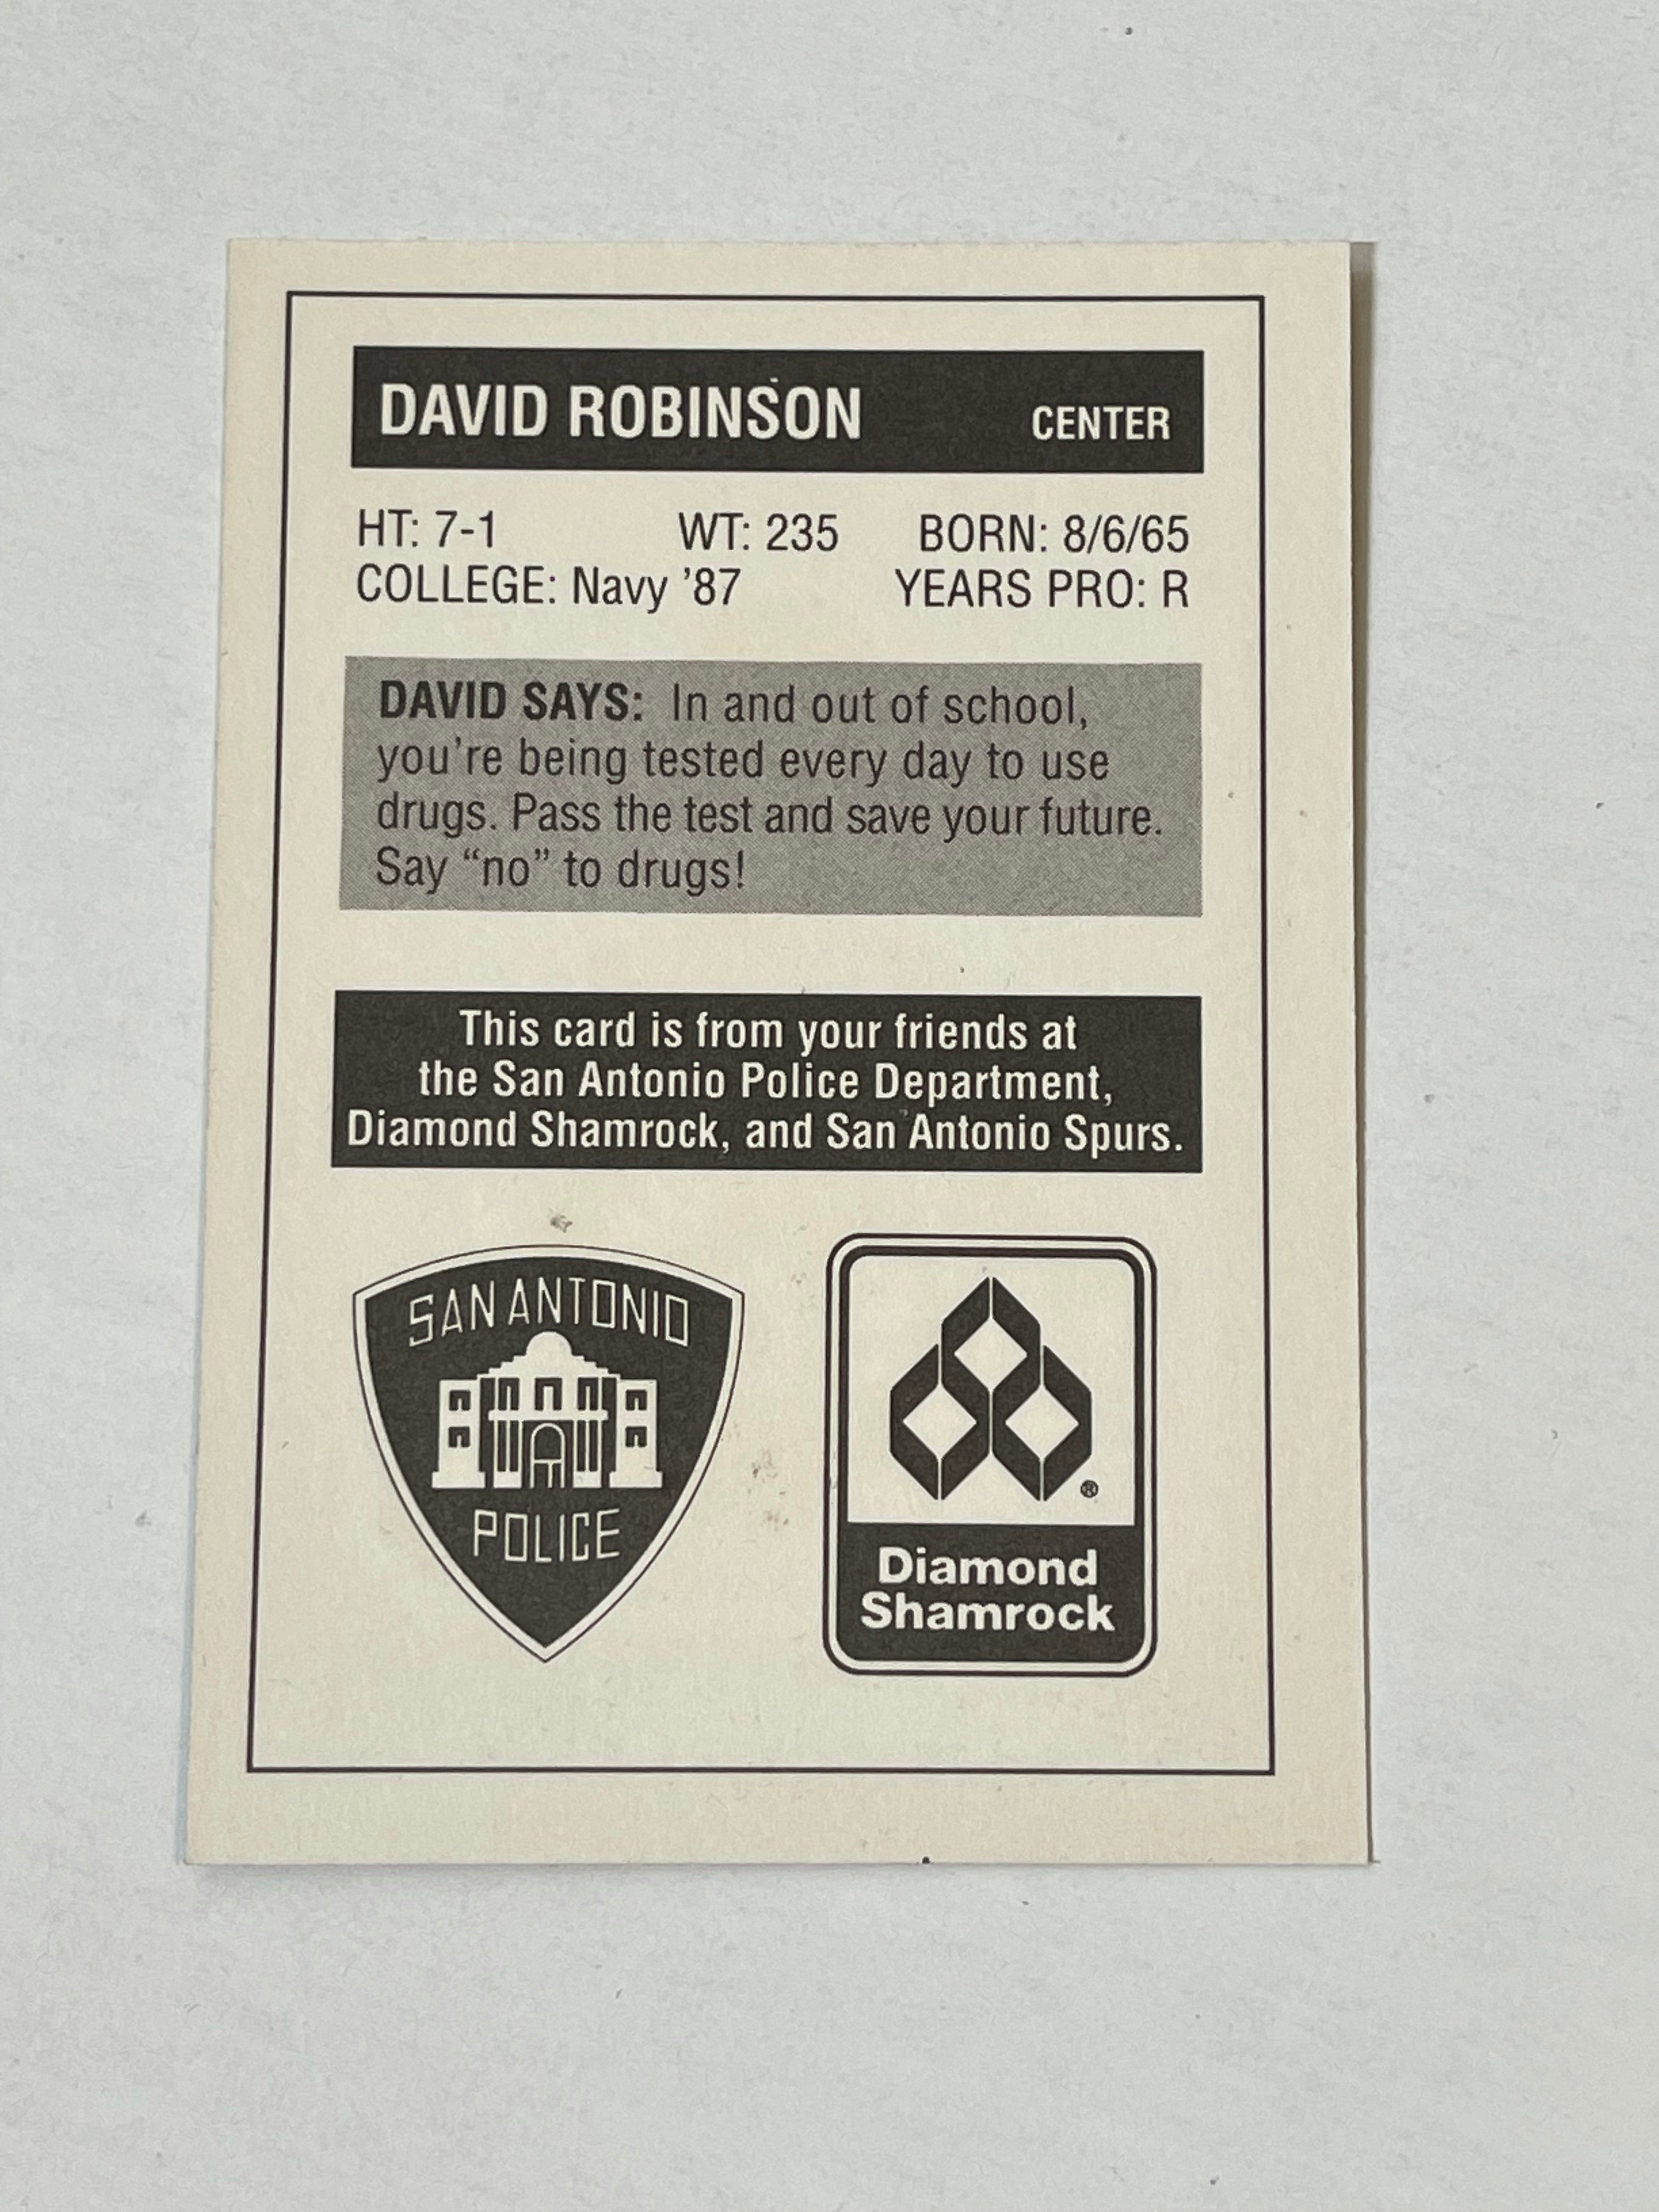 DAVID ROBINSON CENTER
HT: 7-1 WT: 235 BORN: 8/6/65
COLLEGE: Navy ’87 YEARS PRO: R
DAVID SAYS: In and out of school,
you're being tested every day to use
drugs. Pass the test and save your future.
Say “no” to drugs!
This card is from your friends at
the San Antonio Police Department,
Diamond Shamrock, and San Antonio Spurs.
SAN ANTONIO
POLICE
®
Diamond
Shamrock